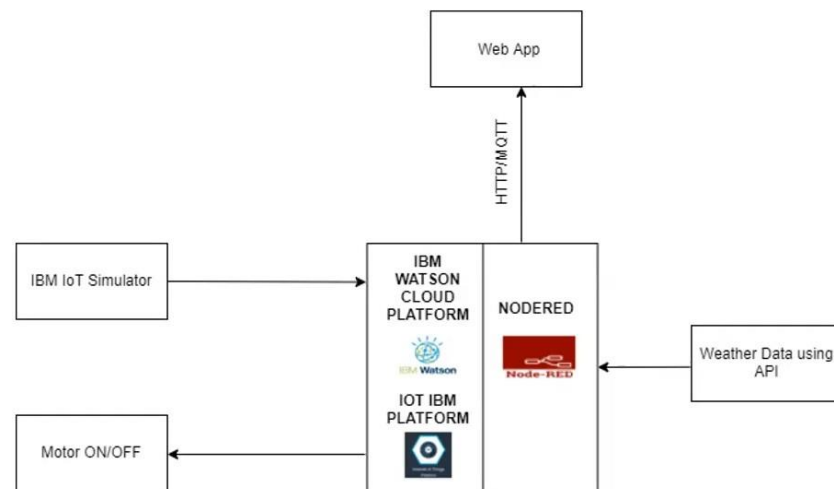 Web App
HTTP/MQTT
IBM IoT Simulator
IBM
WATSON
CLOUD
PLATFORM
NODERED
IBM Watson
Node-RED
Weather Data using
API
IOT IBM
PLATFORM
Motor ON/OFF